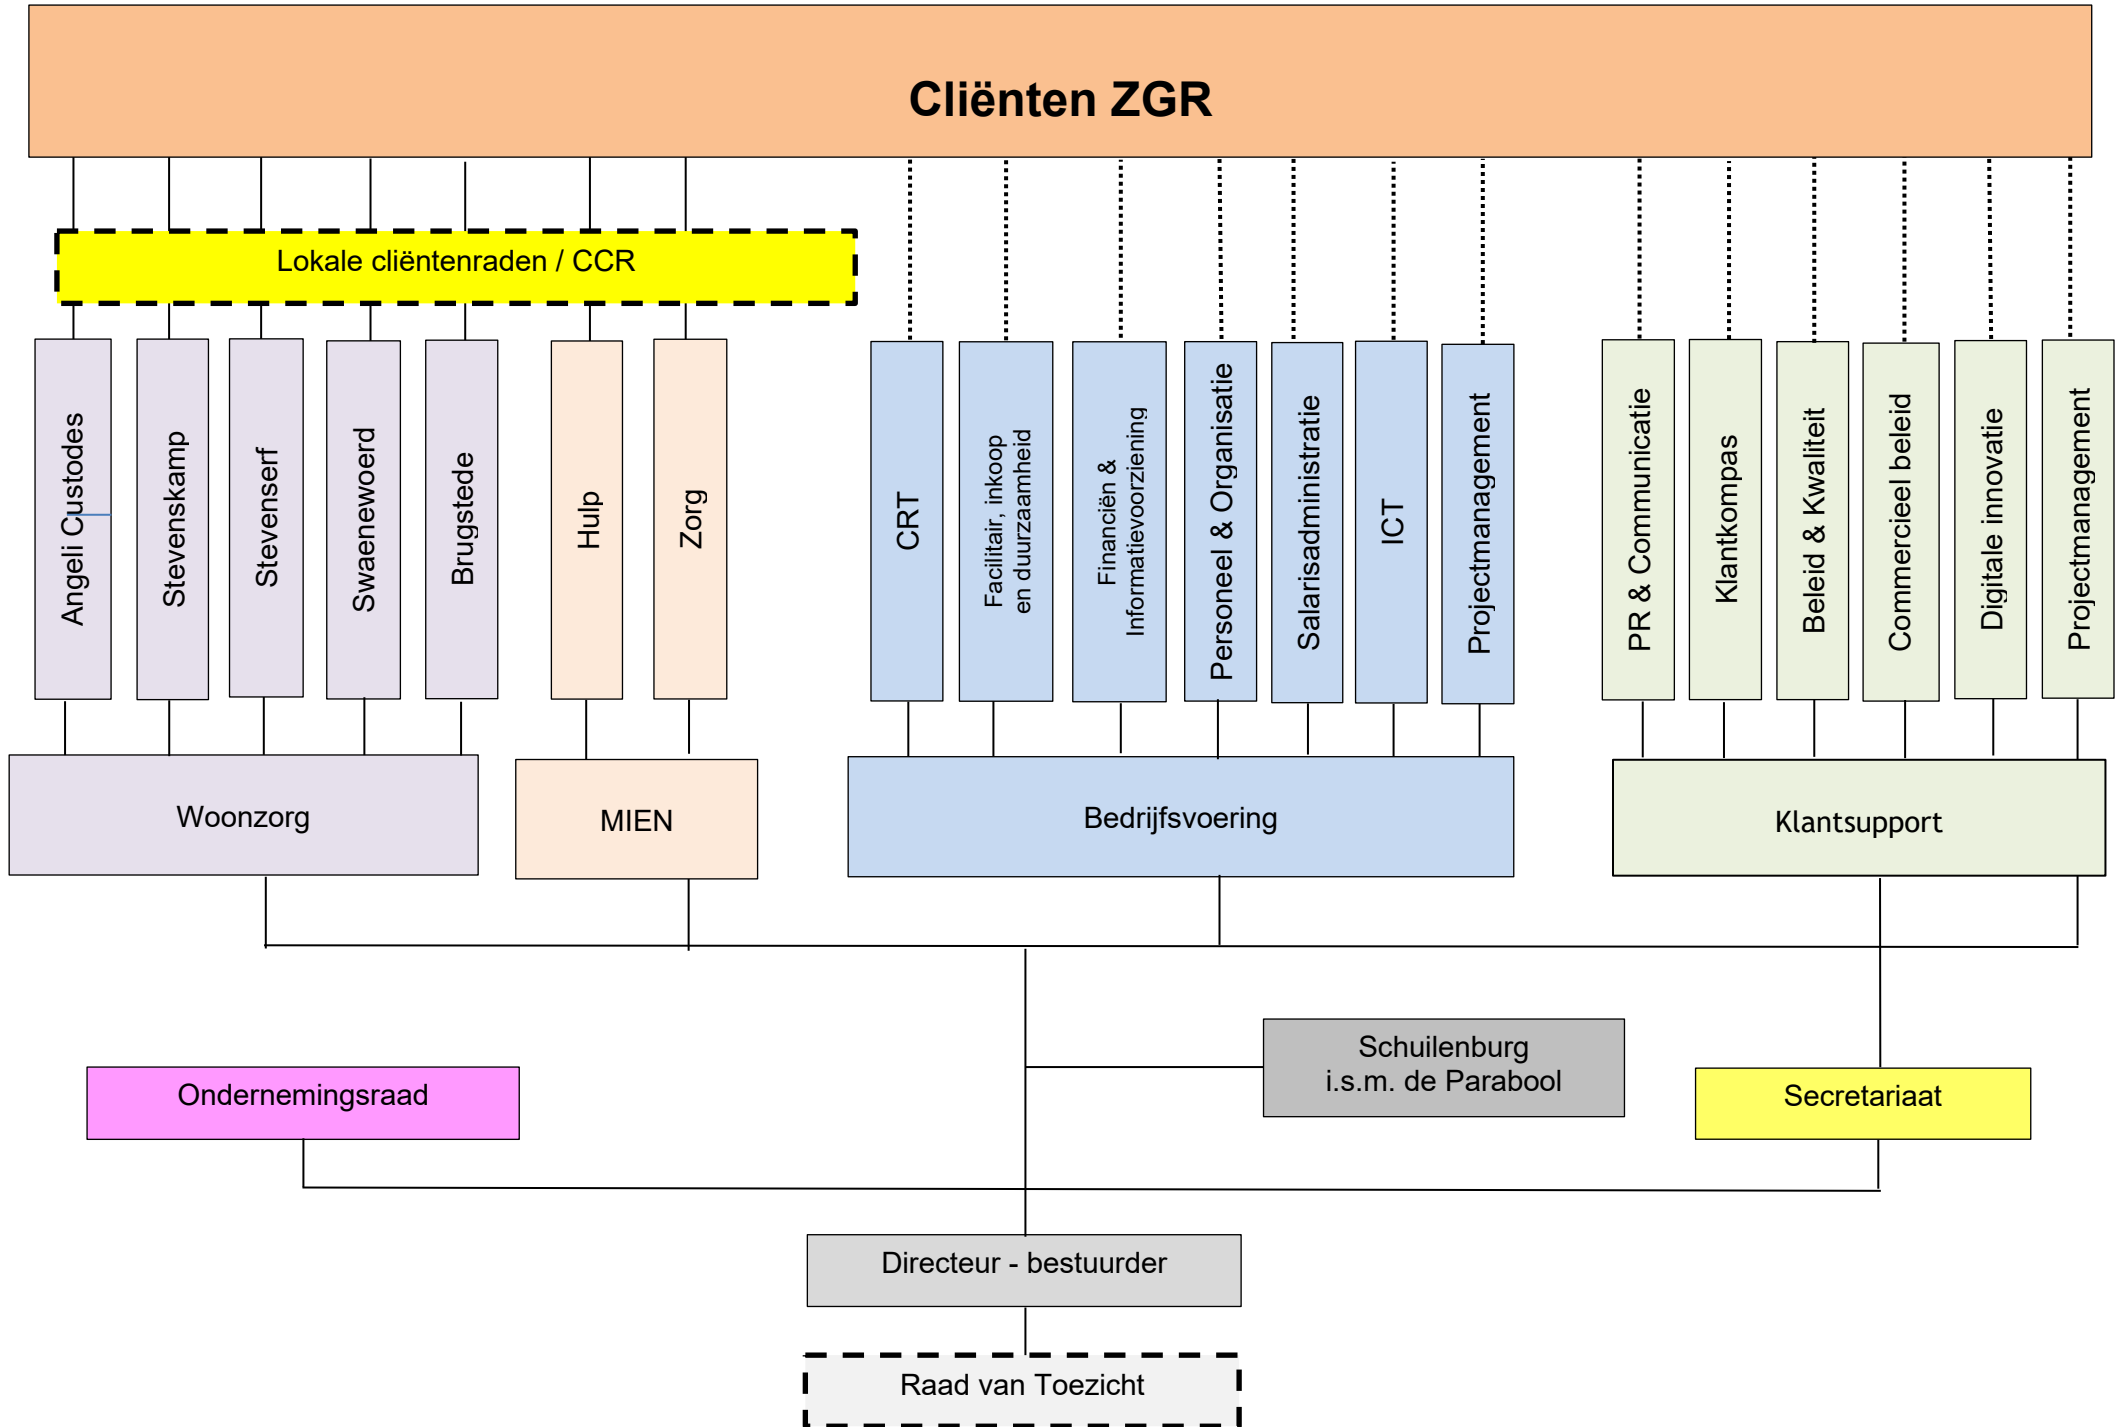 Cliënten ZGR
Lokale cliëntenraden / CCR
Angeli Custodes
Stevenskamp
Stevenserf
Swaenewoerd
Brugstede
Hulp
Zorg
CRT
Facilitair, inkoop
en duurzaamheid
Financiën &
Informatievoorziening
Personeel & Organisatie
Salarisadministratie
ICT
Projectmanagement
PR & Communicatie
Klantkompas
Beleid & Kwaliteit
Commercieel beleid
Digitale innovatie
Projectmanagement
Woonzorg
MIEN
Bedrijfsvoering
Klantsupport
Schuilenburg
i.s.m. de Parabool
Ondernemingsraad
Secretariaat
Directeur - bestuurder
Raad van Toezicht